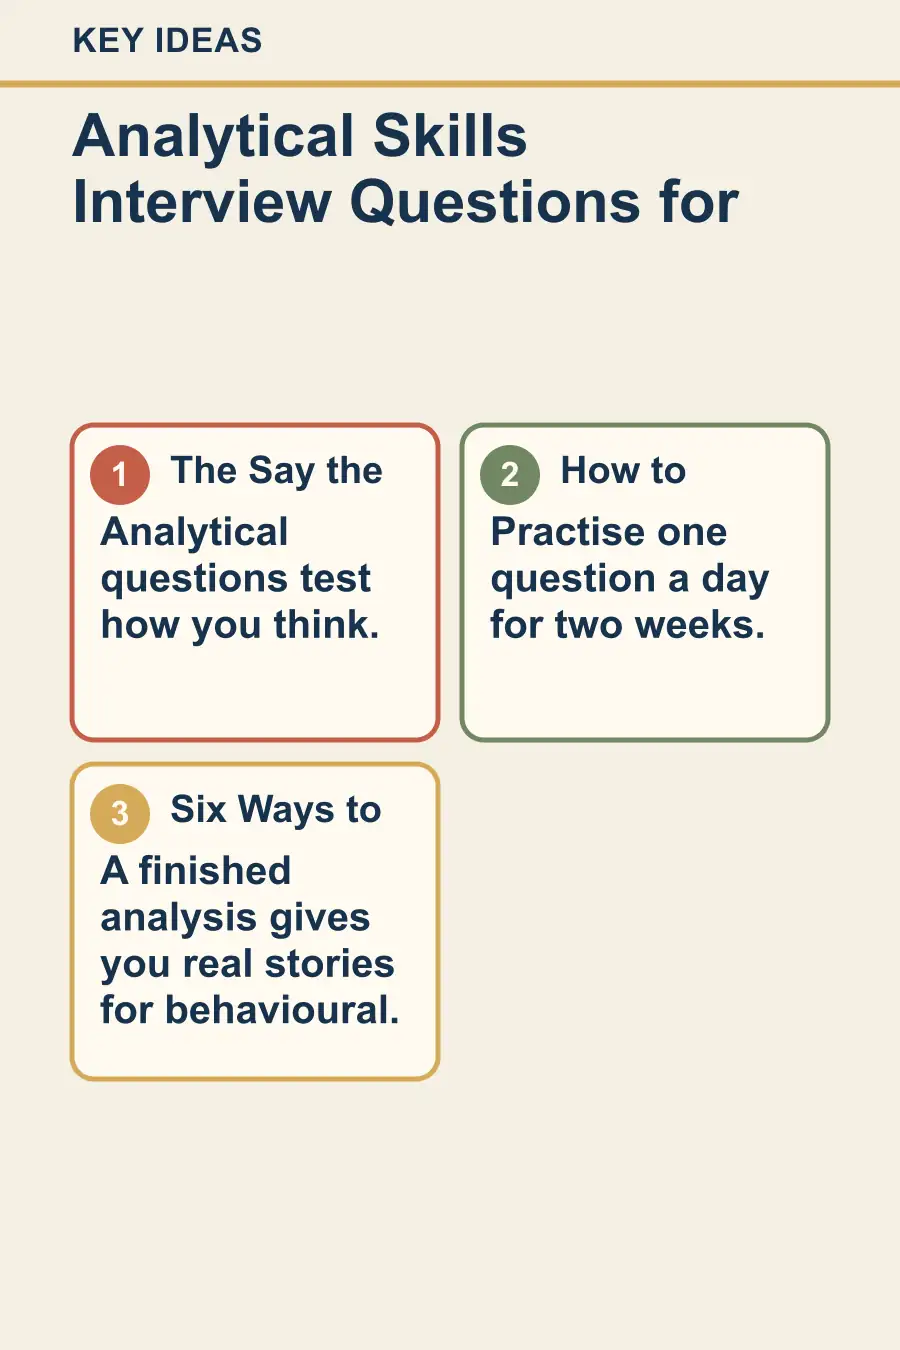 KEY IDEAS
Analytical Skills
Interview Questions for
1 The Say the
Analytical
questions test
how you think.
2 How to
Practise one
question a day
for two weeks.
3 Six Ways to
A finished
analysis gives
you real stories
for behavioural.